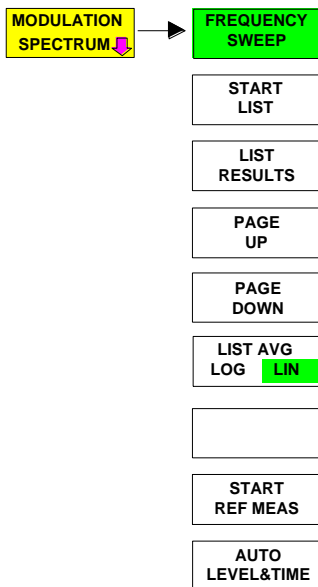 MODULATION
SPECTRUM
FREQUENCY
SWEEP
START
LIST
LIST
RESULTS
PAGE
UP
PAGE
DOWN
LIST AVG
LOG LIN
START
REF MEAS
AUTO
LEVEL&TIME